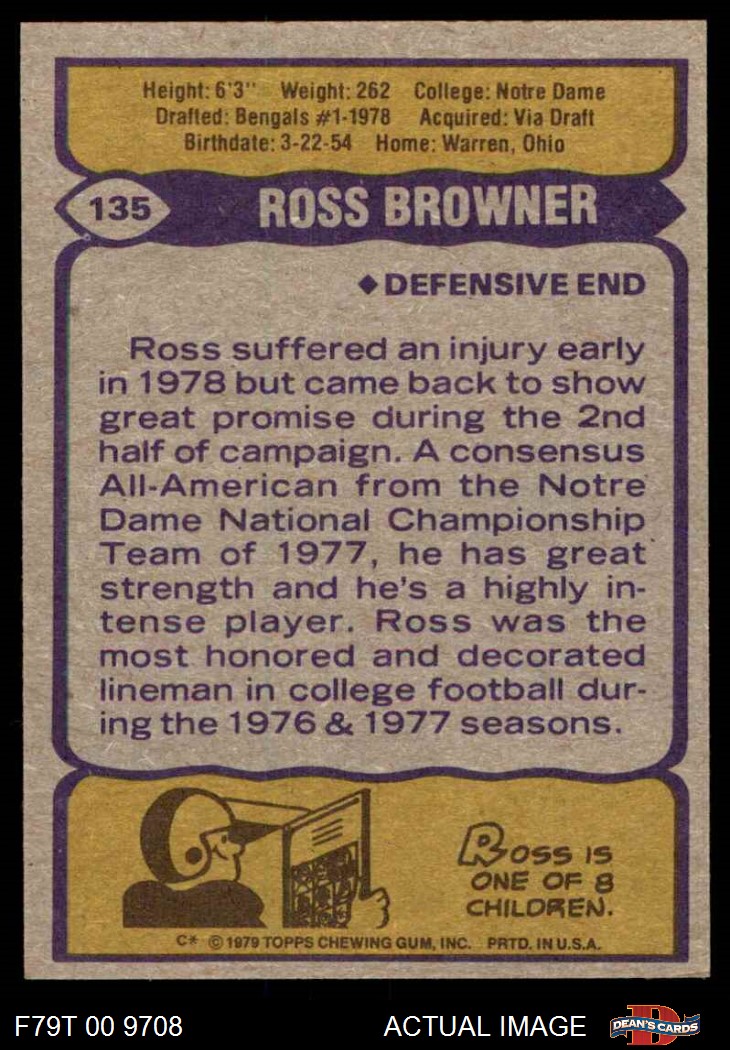 Height: 6'3" Weight: 262 College: Notre Dame
Drafted: Bengals #1-1978 Acquired: Via Draft
Birthdate: 3-22-54 Home: Warren, Ohio
135 ROSS BROWNER
◆DEFENSIVE END
Ross suffered an injury early
in 1978 but came back to show
great promise during the 2nd
half of campaign. A consensus
All-American from the Notre
Dame National Championship
Team of 1977, he has great
strength and he's a highly in-
tense player. Ross was the
most honored and decorated
lineman in college football dur-
ing the 1976 & 1977 seasons.
ROSS IS
ONE OF 8
CHILDREN.
C* © 1979 TOPPS CHEWING GUM, INC. PRTD. IN U.S.A.
F79T 00 9708 ACTUAL IMAGE D DEAN'S CARDS